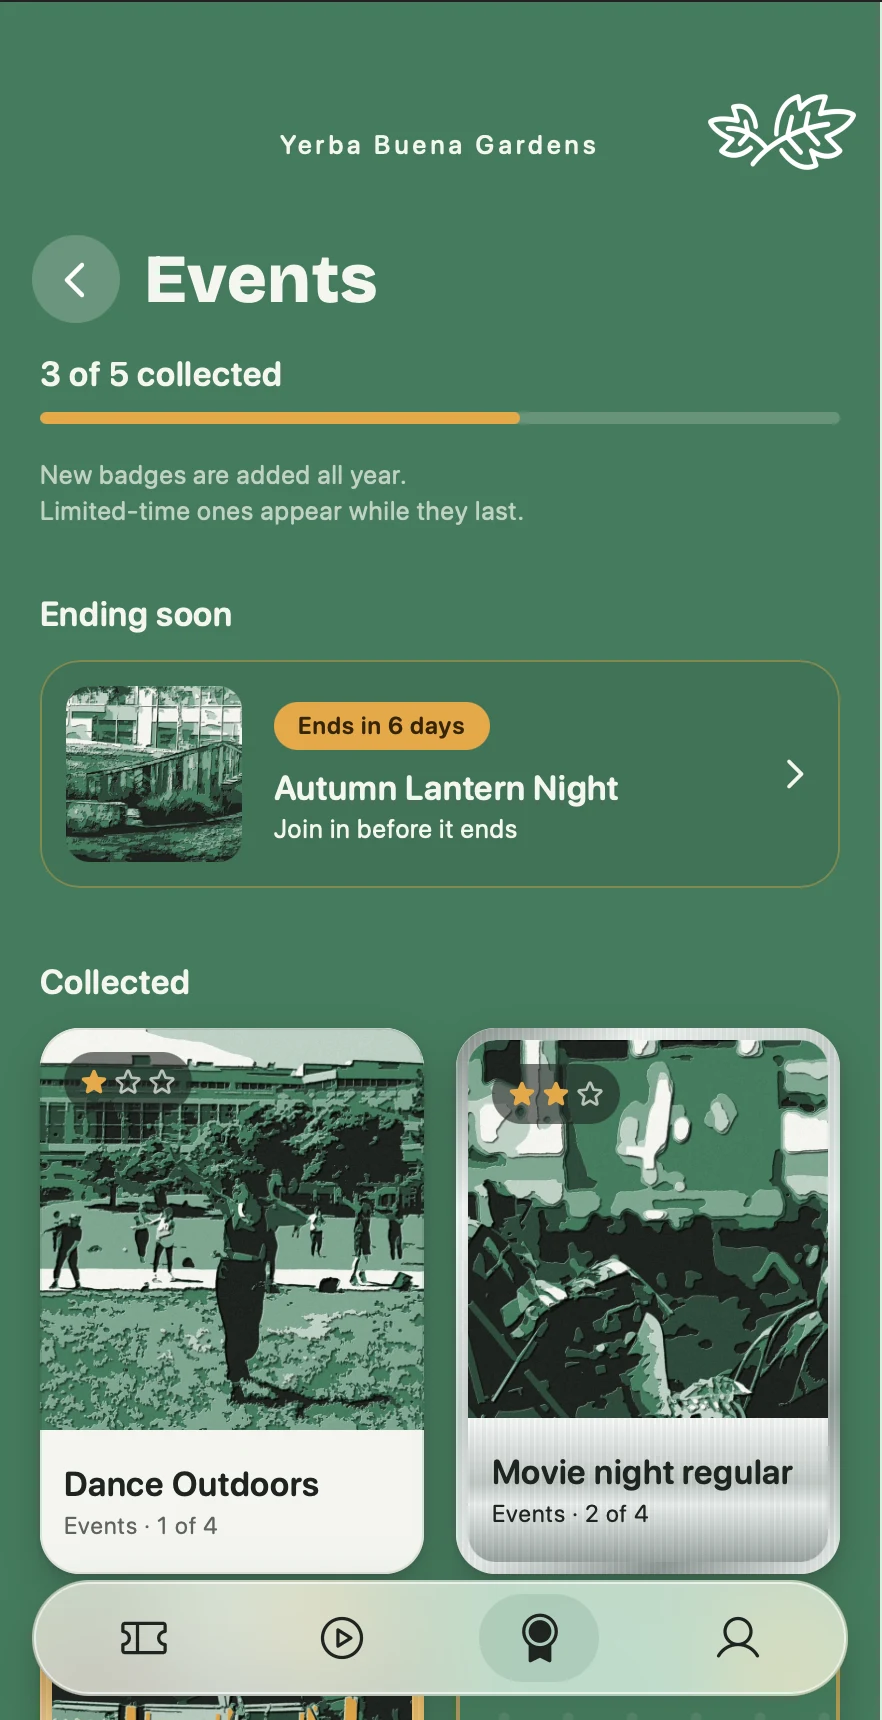 Yerba Buena Gardens
Events
3 of 5 collected
New badges are added all year.
Limited-time ones appear while they last.
Ending soon
Ends in 6 days
Autumn Lantern Night
Join in before it ends
Collected
Dance Outdoors
Events · 1 of 4
Movie night regular
Events · 2 of 4